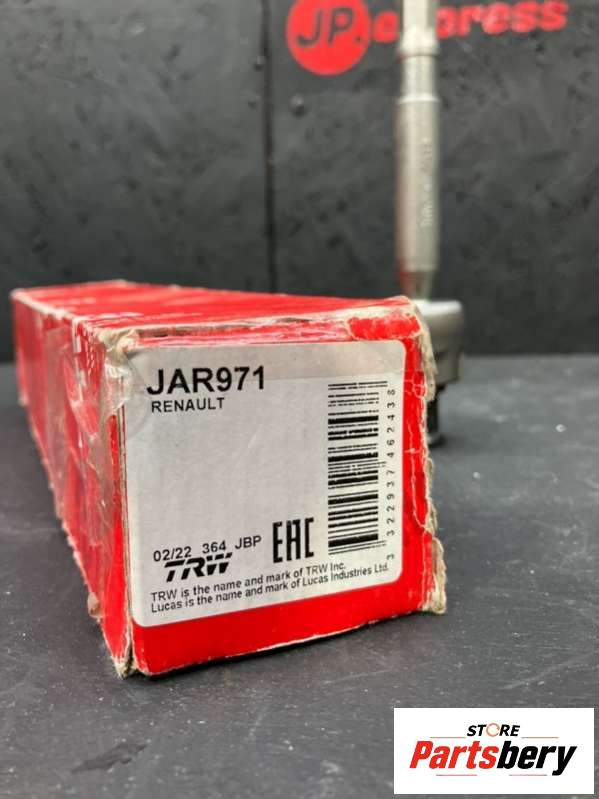 JP.express
JAR971
RENAULT
3 322937 462438
02/22 364 JBP
EAC
TRW
TRW is the name and mark of TRW Inc.
Lucas is the name and mark of Lucas Industries Ltd.
STORE
Partsbery